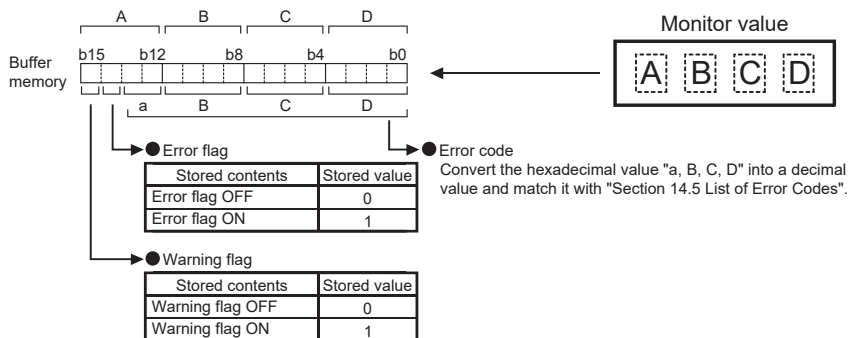 A B C D
Monitor value
b15 b12 b8 b4 b0
Buffer
memory
A B C D
a B C D
● Error flag
Stored contents Stored value
Error flag OFF 0
Error flag ON 1
● Error code
Convert the hexadecimal value "a, B, C, D" into a decimal
value and match it with "Section 14.5 List of Error Codes".
● Warning flag
Stored contents Stored value
Warning flag OFF 0
Warning flag ON 1